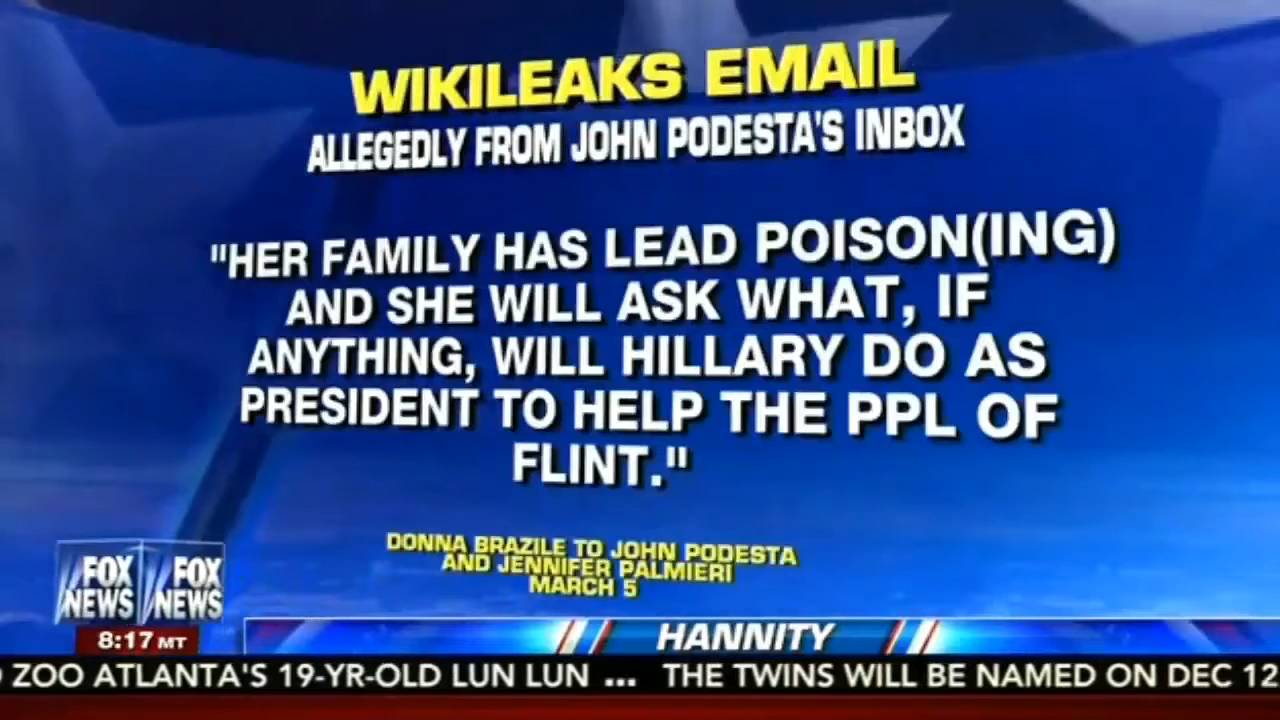 WIKILEAKS EMAIL
ALLEGEDLY FROM JOHN PODESTA'S INBOX
"HER FAMILY HAS LEAD POISON(ING)
AND SHE WILL ASK WHAT, IF
ANYTHING, WILL HILLARY DO AS
PRESIDENT TO HELP THE PPL OF
FLINT."
DONNA BRAZILE TO JOHN PODESTA
AND JENNIFER PALMIERI
MARCH 5
FOX NEWS
FOX NEWS
8:17 MT
HANNITY
ZOO ATLANTA'S 19-YR-OLD LUN LUN ... THE TWINS WILL BE NAMED ON DEC 12